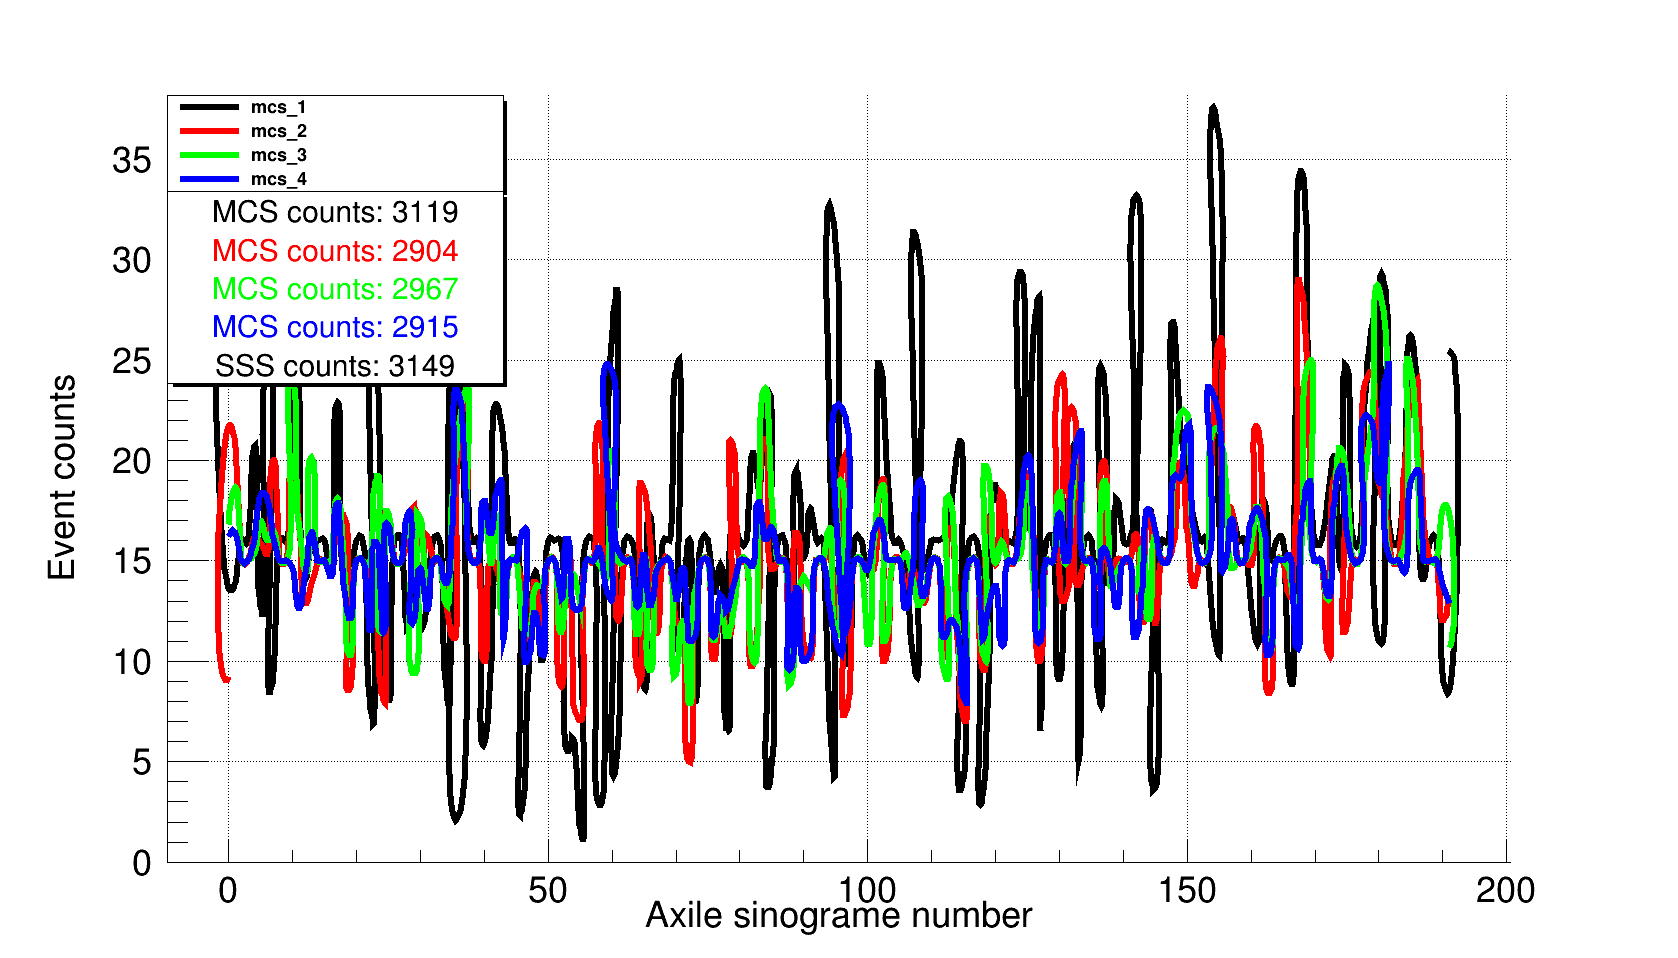 mcs_1
mcs_2
mcs_3
mcs_4
MCS counts: 3119
MCS counts: 2904
MCS counts: 2967
MCS counts: 2915
SSS counts: 3149
Event counts
35
30
25
20
15
10
5
0
0 50 100 150 200
Axile sinograme number